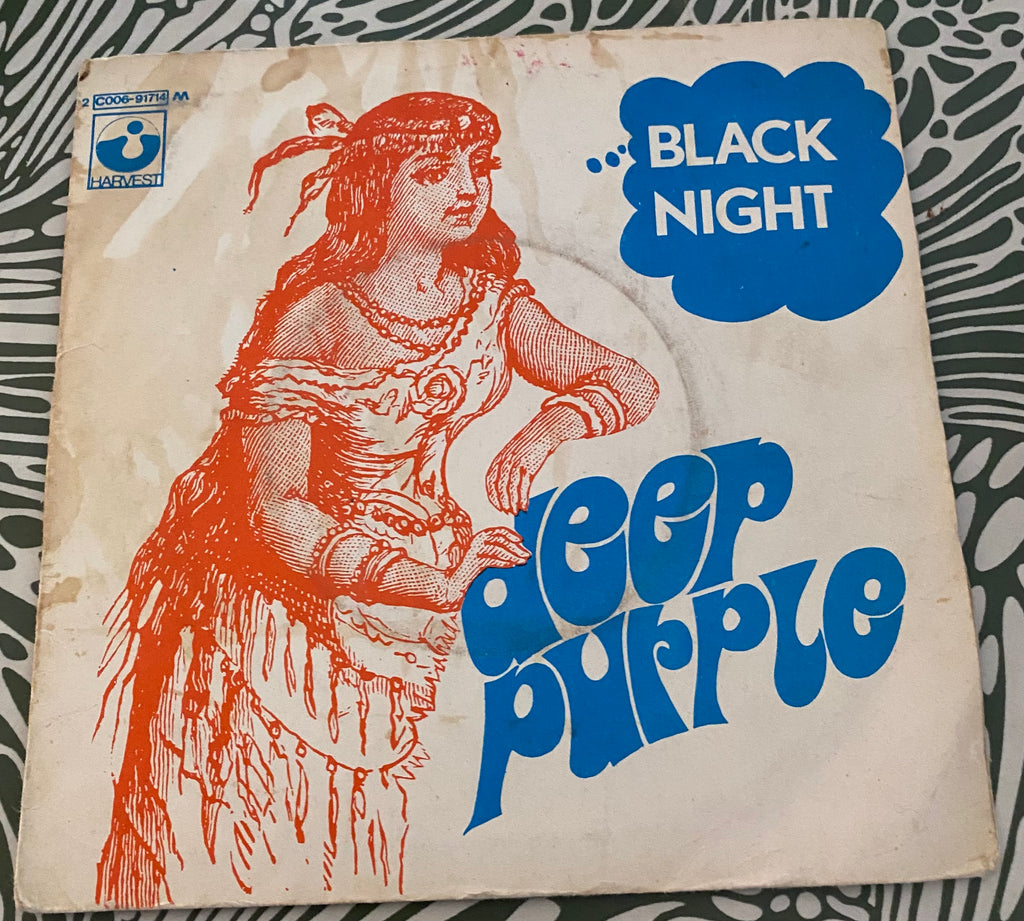 2 C006-91714 M
HARVEST
BLACK
NIGHT
deep
purple